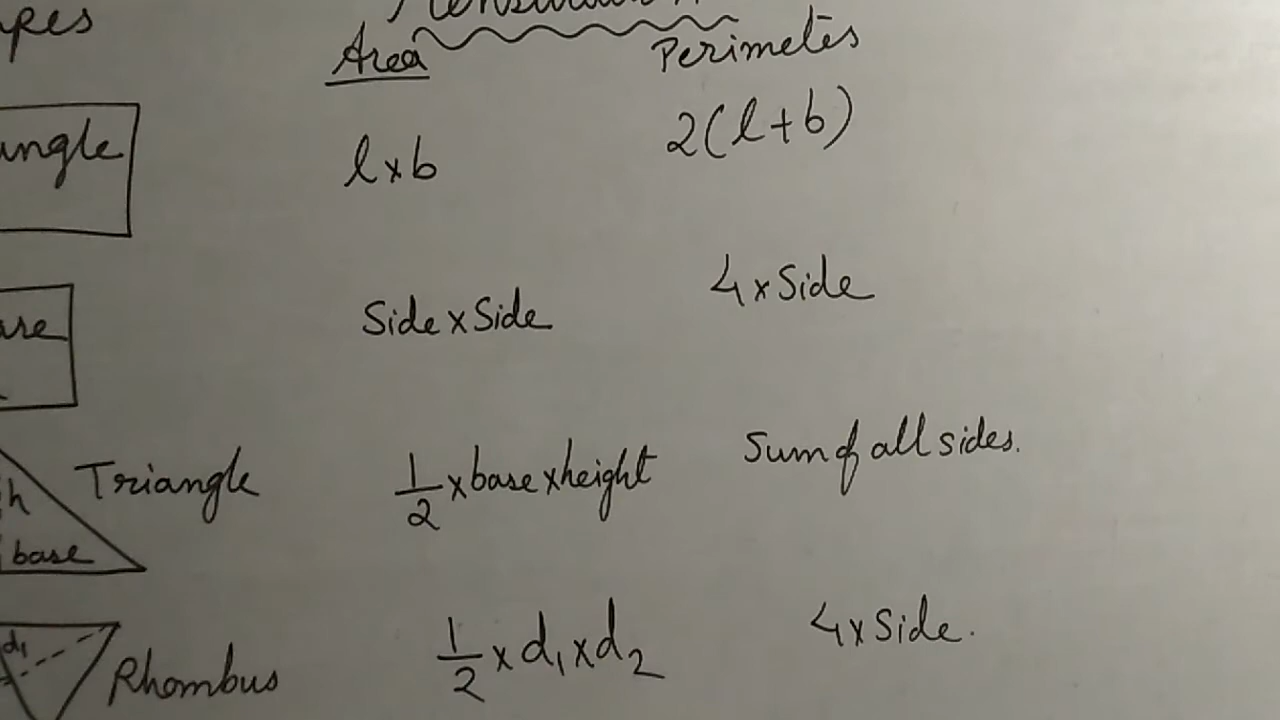 Mensuration
Area Perimeter
l×b 2(l+b)
Side×Side 4×Side
Triangle 1/2×base×height Sum of all sides.
h
base
d₁
Rhombus 1/2×d₁×d₂ 4×Side.